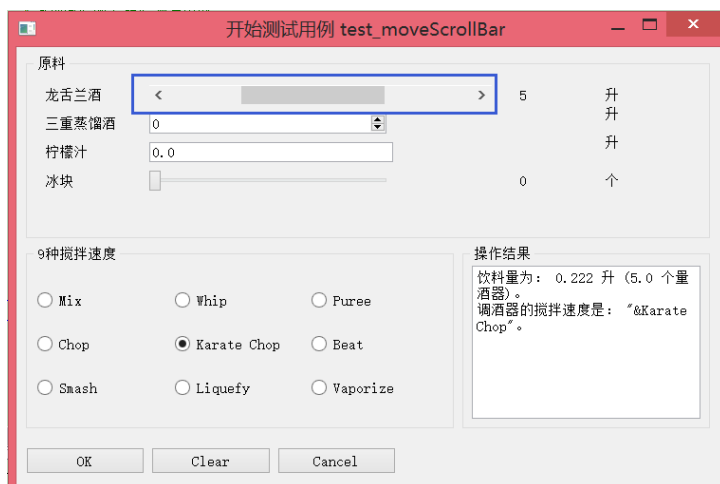 开始测试用例 test_moveScrollBar
原料
龙舌兰酒 5 升
三重蒸馏酒 0 升
柠檬汁 0.0 升
冰块 0 个
9种搅拌速度
Mix Whip Puree
Chop Karate Chop Beat
Smash Liquefy Vaporize
操作结果
饮料量为: 0.222 升 (5.0 个量
酒器)。
调酒器的搅拌速度是: "&Karate
Chop"。
OK Clear Cancel